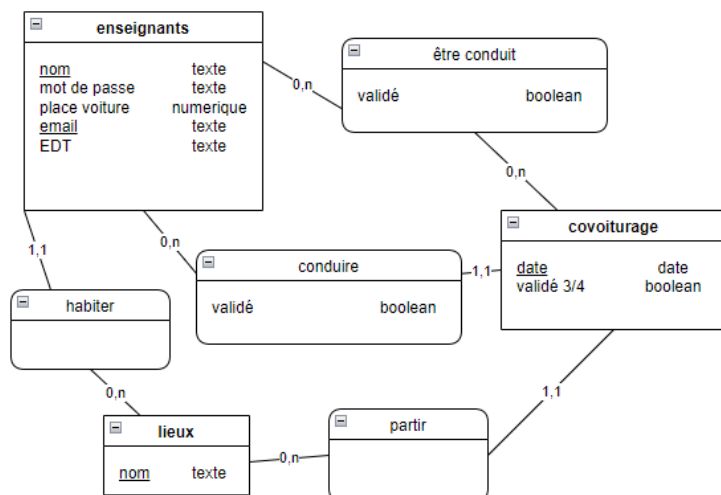 enseignants
nom texte
mot de passe texte
place voiture numerique
email texte
EDT texte
être conduit
validé boolean
0,n
0,n
covoiturage
date date
validé 3/4 boolean
1,1
0,n
conduire
validé boolean
1,1
habiter
0,n
1,1
lieux
nom texte
0,n
partir